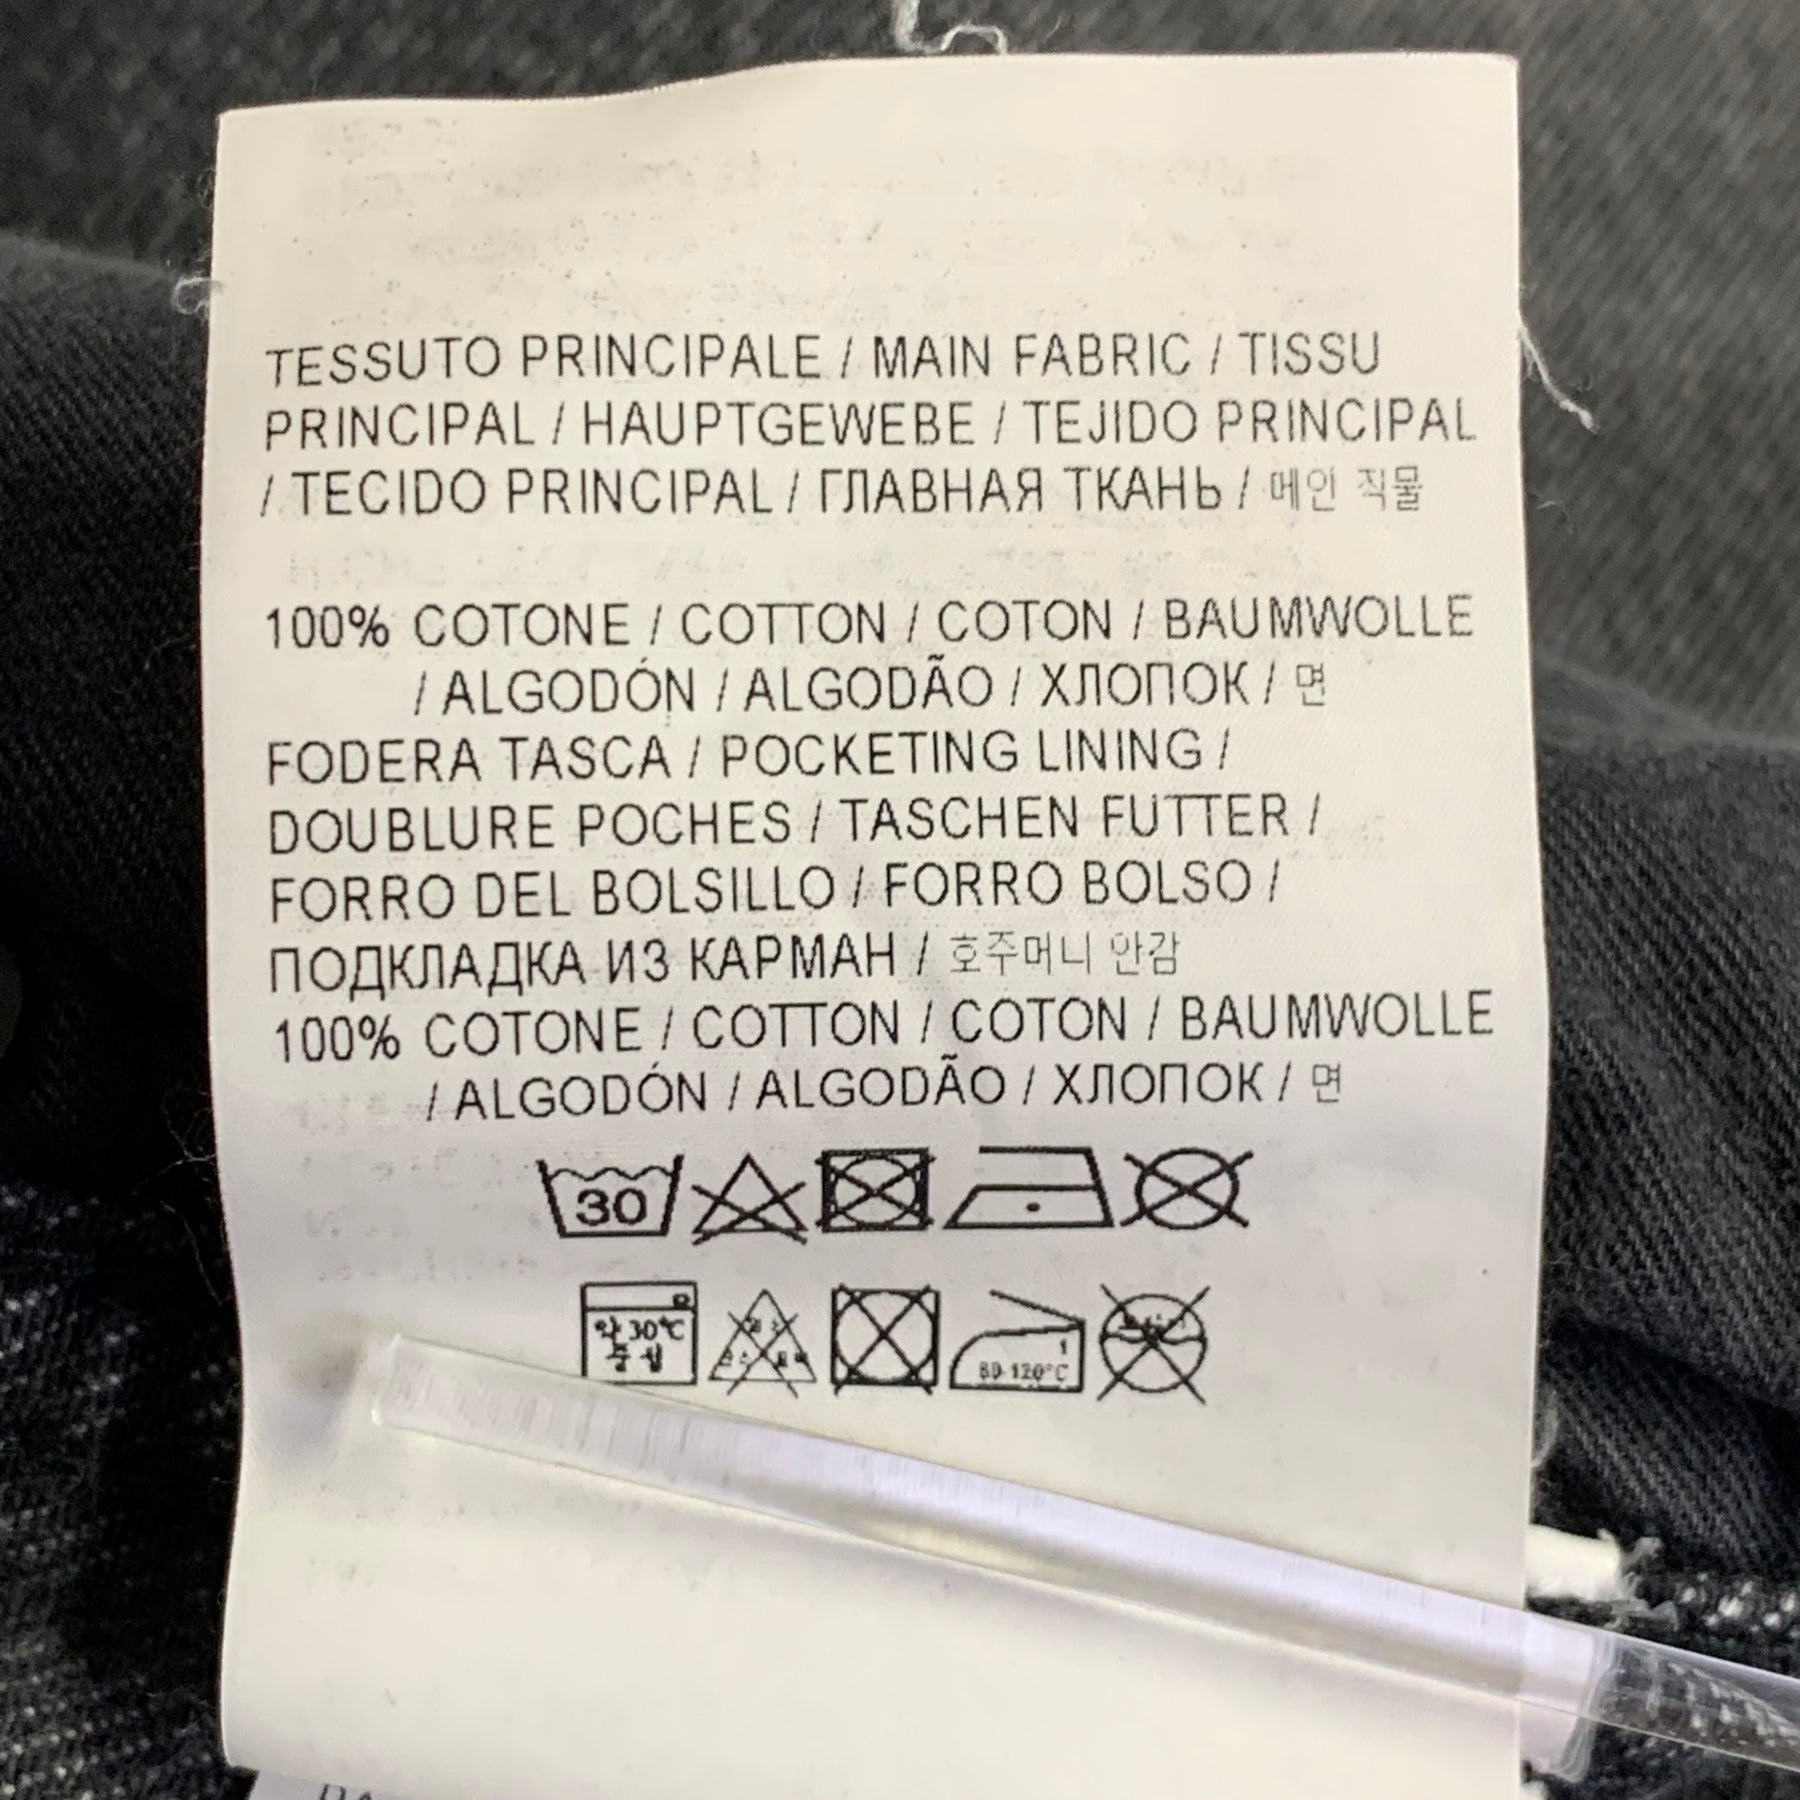 TESSUTO PRINCIPALE / MAIN FABRIC / TISSU
PRINCIPAL / HAUPTGEWEBE / TEJIDO PRINCIPAL
/ TECIDO PRINCIPAL / ГЛАВНАЯ ТКАНЬ / 메인 직물
100% COTONE / COTTON / COTON / BAUMWOLLE
/ ALGODÓN / ALGODÃO / ХЛОПОК / 면
FODERA TASCA / POCKETING LINING /
DOUBLURE POCHES / TASCHEN FUTTER /
FORRO DEL BOLSILLO / FORRO BOLSO /
ПОДКЛАДКА ИЗ КАРМАН / 호주머니 안감
100% COTONE / COTTON / COTON / BAUMWOLLE
/ ALGODÓN / ALGODÃO / ХЛОПОК / 면
30
약 30°C
중성
1
80-120°C